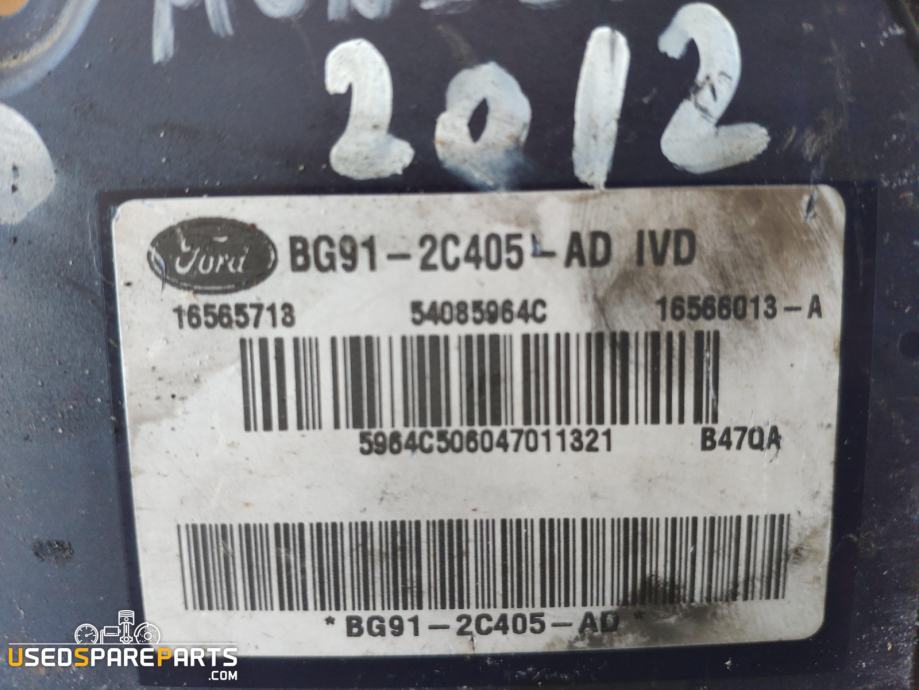 2012
Ford BG91-2C405-AD IVD
16565713 54085964C 16566013-A
5964C506047011321 B47QA
* BG91-2C405-AD *
USEDSPAREPARTS
.COM